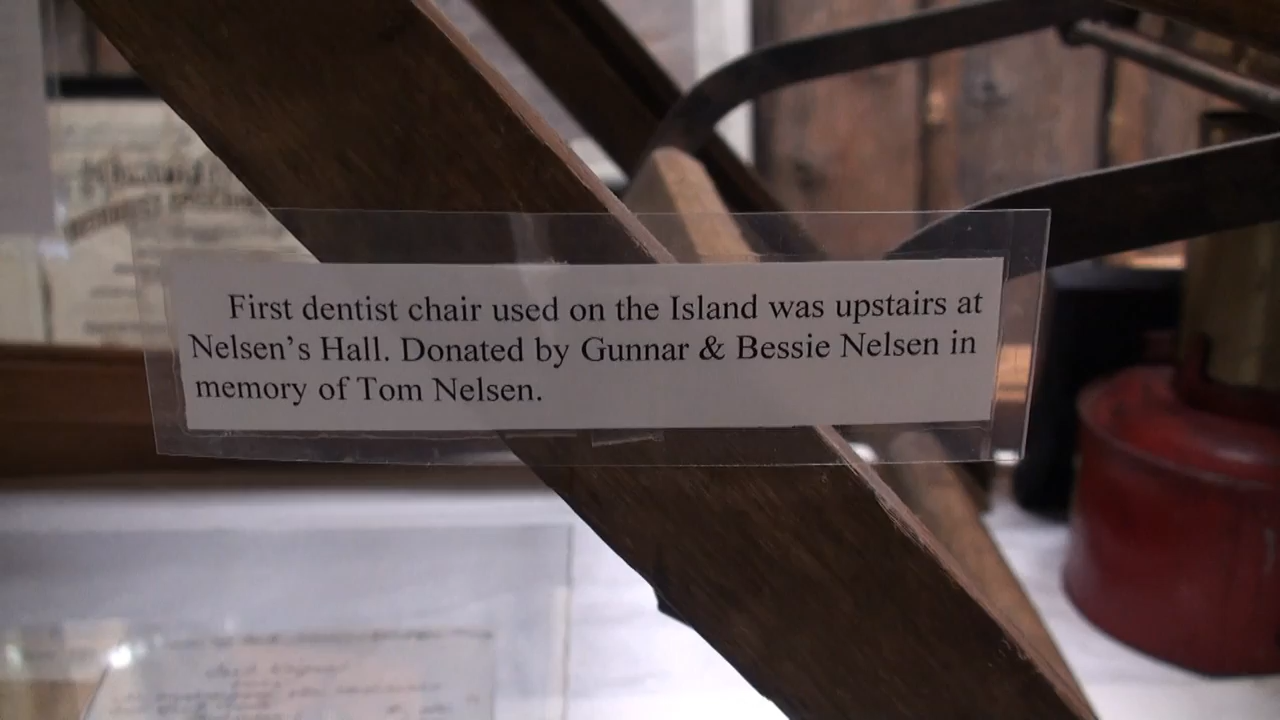 First dentist chair used on the Island was upstairs at
Nelsen's Hall. Donated by Gunnar & Bessie Nelsen in
memory of Tom Nelsen.